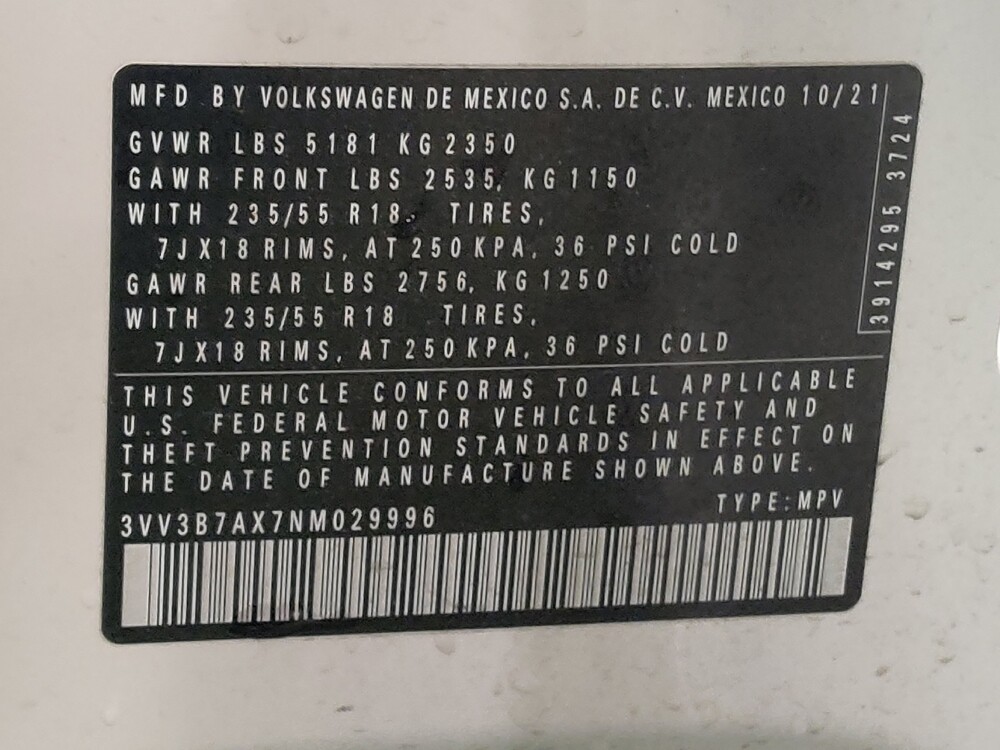 MFD BY VOLKSWAGEN DE MEXICO S.A. DE C.V. MEXICO 10/21
GVWR LBS 5181 KG 2350
GAWR FRONT LBS 2535, KG 1150
WITH 235/55 R18 TIRES,
7JX18 RIMS, AT 250 KPA, 36 PSI COLD
GAWR REAR LBS 2756, KG 1250
WITH 235/55 R18 TIRES,
7JX18 RIMS, AT 250 KPA, 36 PSI COLD
3914295 3724
THIS VEHICLE CONFORMS TO ALL APPLICABLE
U.S. FEDERAL MOTOR VEHICLE SAFETY AND
THEFT PREVENTION STANDARDS IN EFFECT ON
THE DATE OF MANUFACTURE SHOWN ABOVE.
TYPE:MPV
3VV3B7AX7NM029996